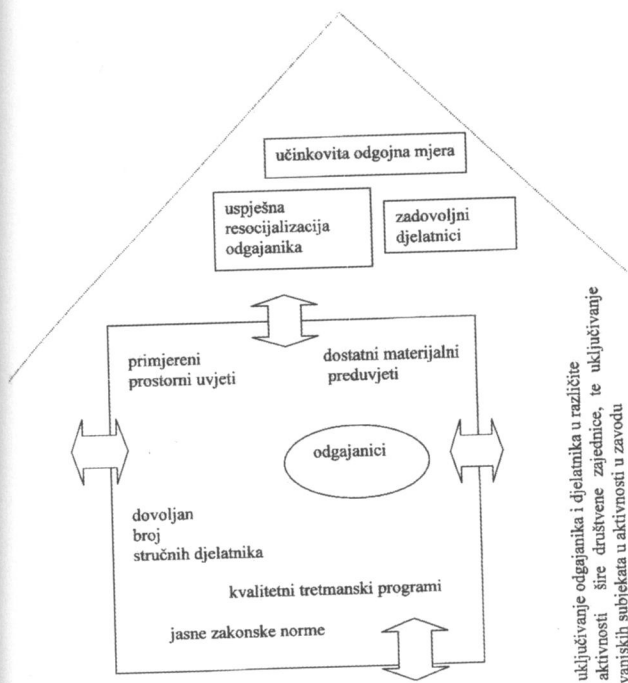 učinkovita odgojna mjera
uspješna
resocijalizacija
odgajanika
zadovoljni
djelatnici
primjereni
prostorni uvjeti
dostatni materijalni
preduvjeti
odgajanici
dovoljan
broj
stručnih djelatnika
kvalitetni tretmanski programi
jasne zakonske norme
uključivanje odgajanika i djelatnika u različite
aktivnosti šire društvene zajednice, te uključivanje
vanjskih subjekata u aktivnosti u zavodu